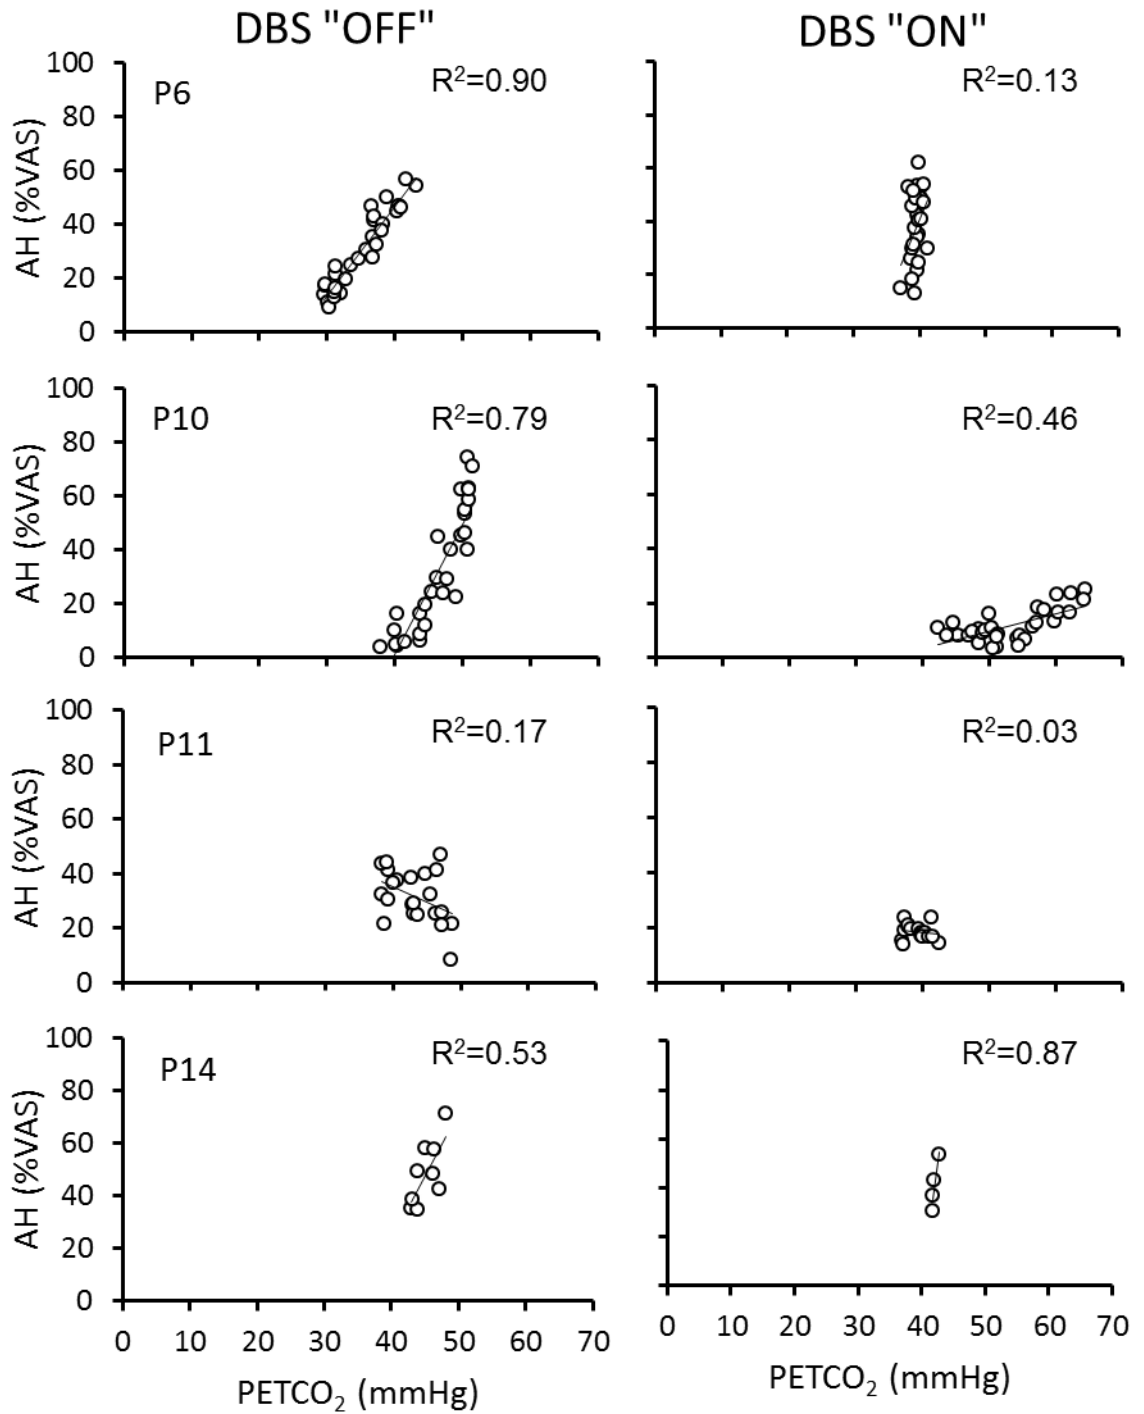 DBS "OFF"
DBS "ON"
P6
R²=0.90
R²=0.13
AH (%VAS)
100
80
60
40
20
0
P10
R²=0.79
R²=0.46
AH (%VAS)
100
80
60
40
20
0
P11
R²=0.17
R²=0.03
AH (%VAS)
100
80
60
40
20
0
P14
R²=0.53
R²=0.87
AH (%VAS)
100
80
60
40
20
0
0 10 20 30 40 50 60 70
0 10 20 30 40 50 60 70
PETCO₂ (mmHg)
PETCO₂ (mmHg)